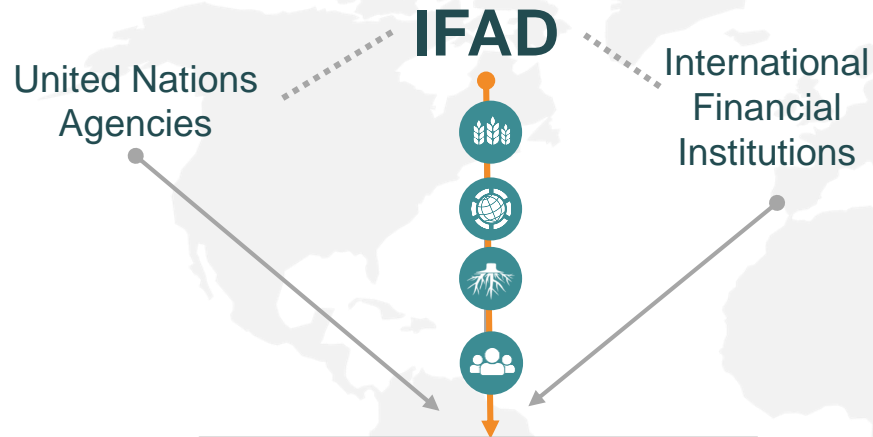 IFAD
United Nations
Agencies
International
Financial
Institutions